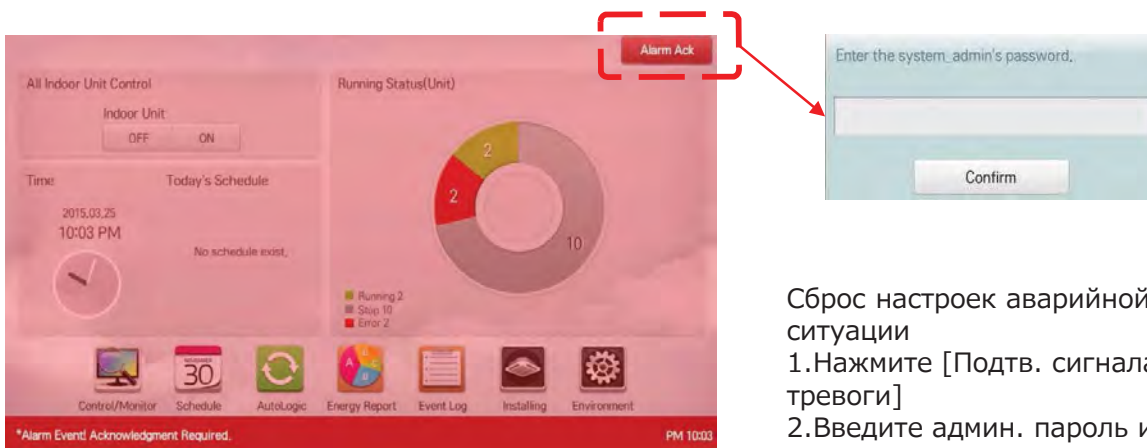 Alarm Ack
All Indoor Unit Control
Running Status(Unit)
Indoor Unit
OFF ON
Time
Today's Schedule
2015.03.25
10:03 PM
No schedule exist.
2
2
10
Running 2
Stop 10
Error 2
NOVEMBER
30
Control/Monitor
Schedule
AutoLogic
Energy Report
Event Log
Installing
Environment
*Alarm Event! Acknowledgment Required.
PM 10:03
Enter the system_admin's password.
Confirm
Сброс настроек аварийной
ситуации
1.Нажмите [Подтв. сигнала
тревоги]
2.Введите админ. пароль и